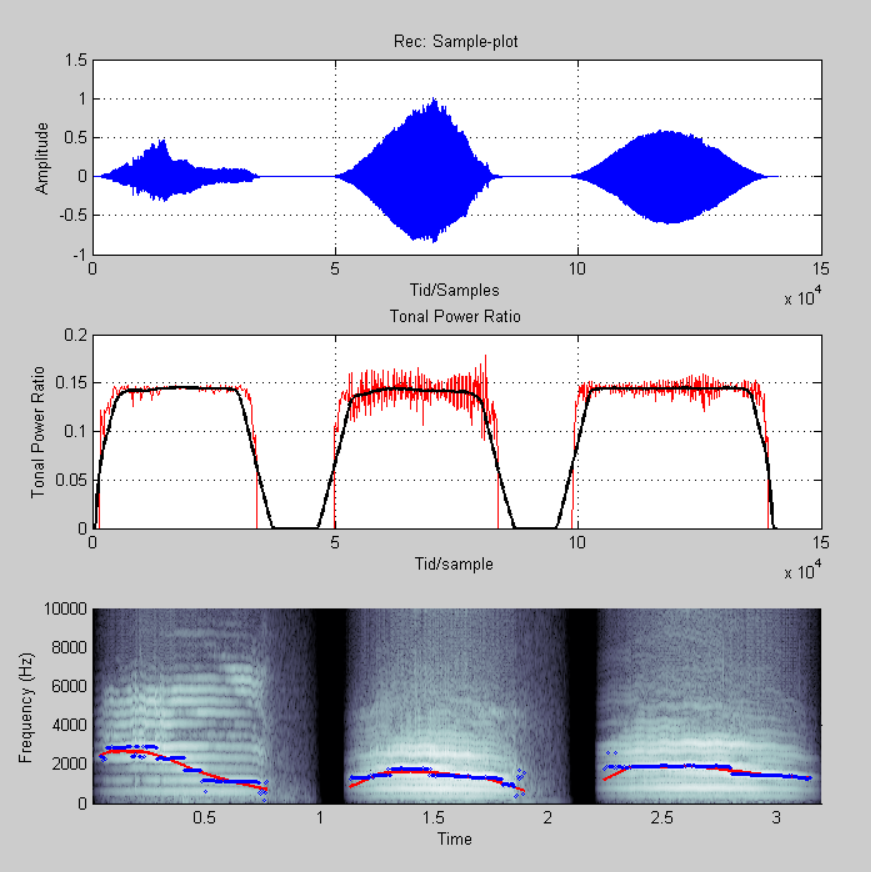 Rec: Sample-plot
1.5
1
0.5
0
-0.5
-1
Amplitude
0 5 10 15
Tid/Samples
x 10^4
Tonal Power Ratio
0.2
0.15
0.1
0.05
0
Tonal Power Ratio
0 5 10 15
Tid/sample
x 10^4
10000
8000
6000
4000
2000
0
Frequency (Hz)
0.5 1 1.5 2 2.5 3
Time